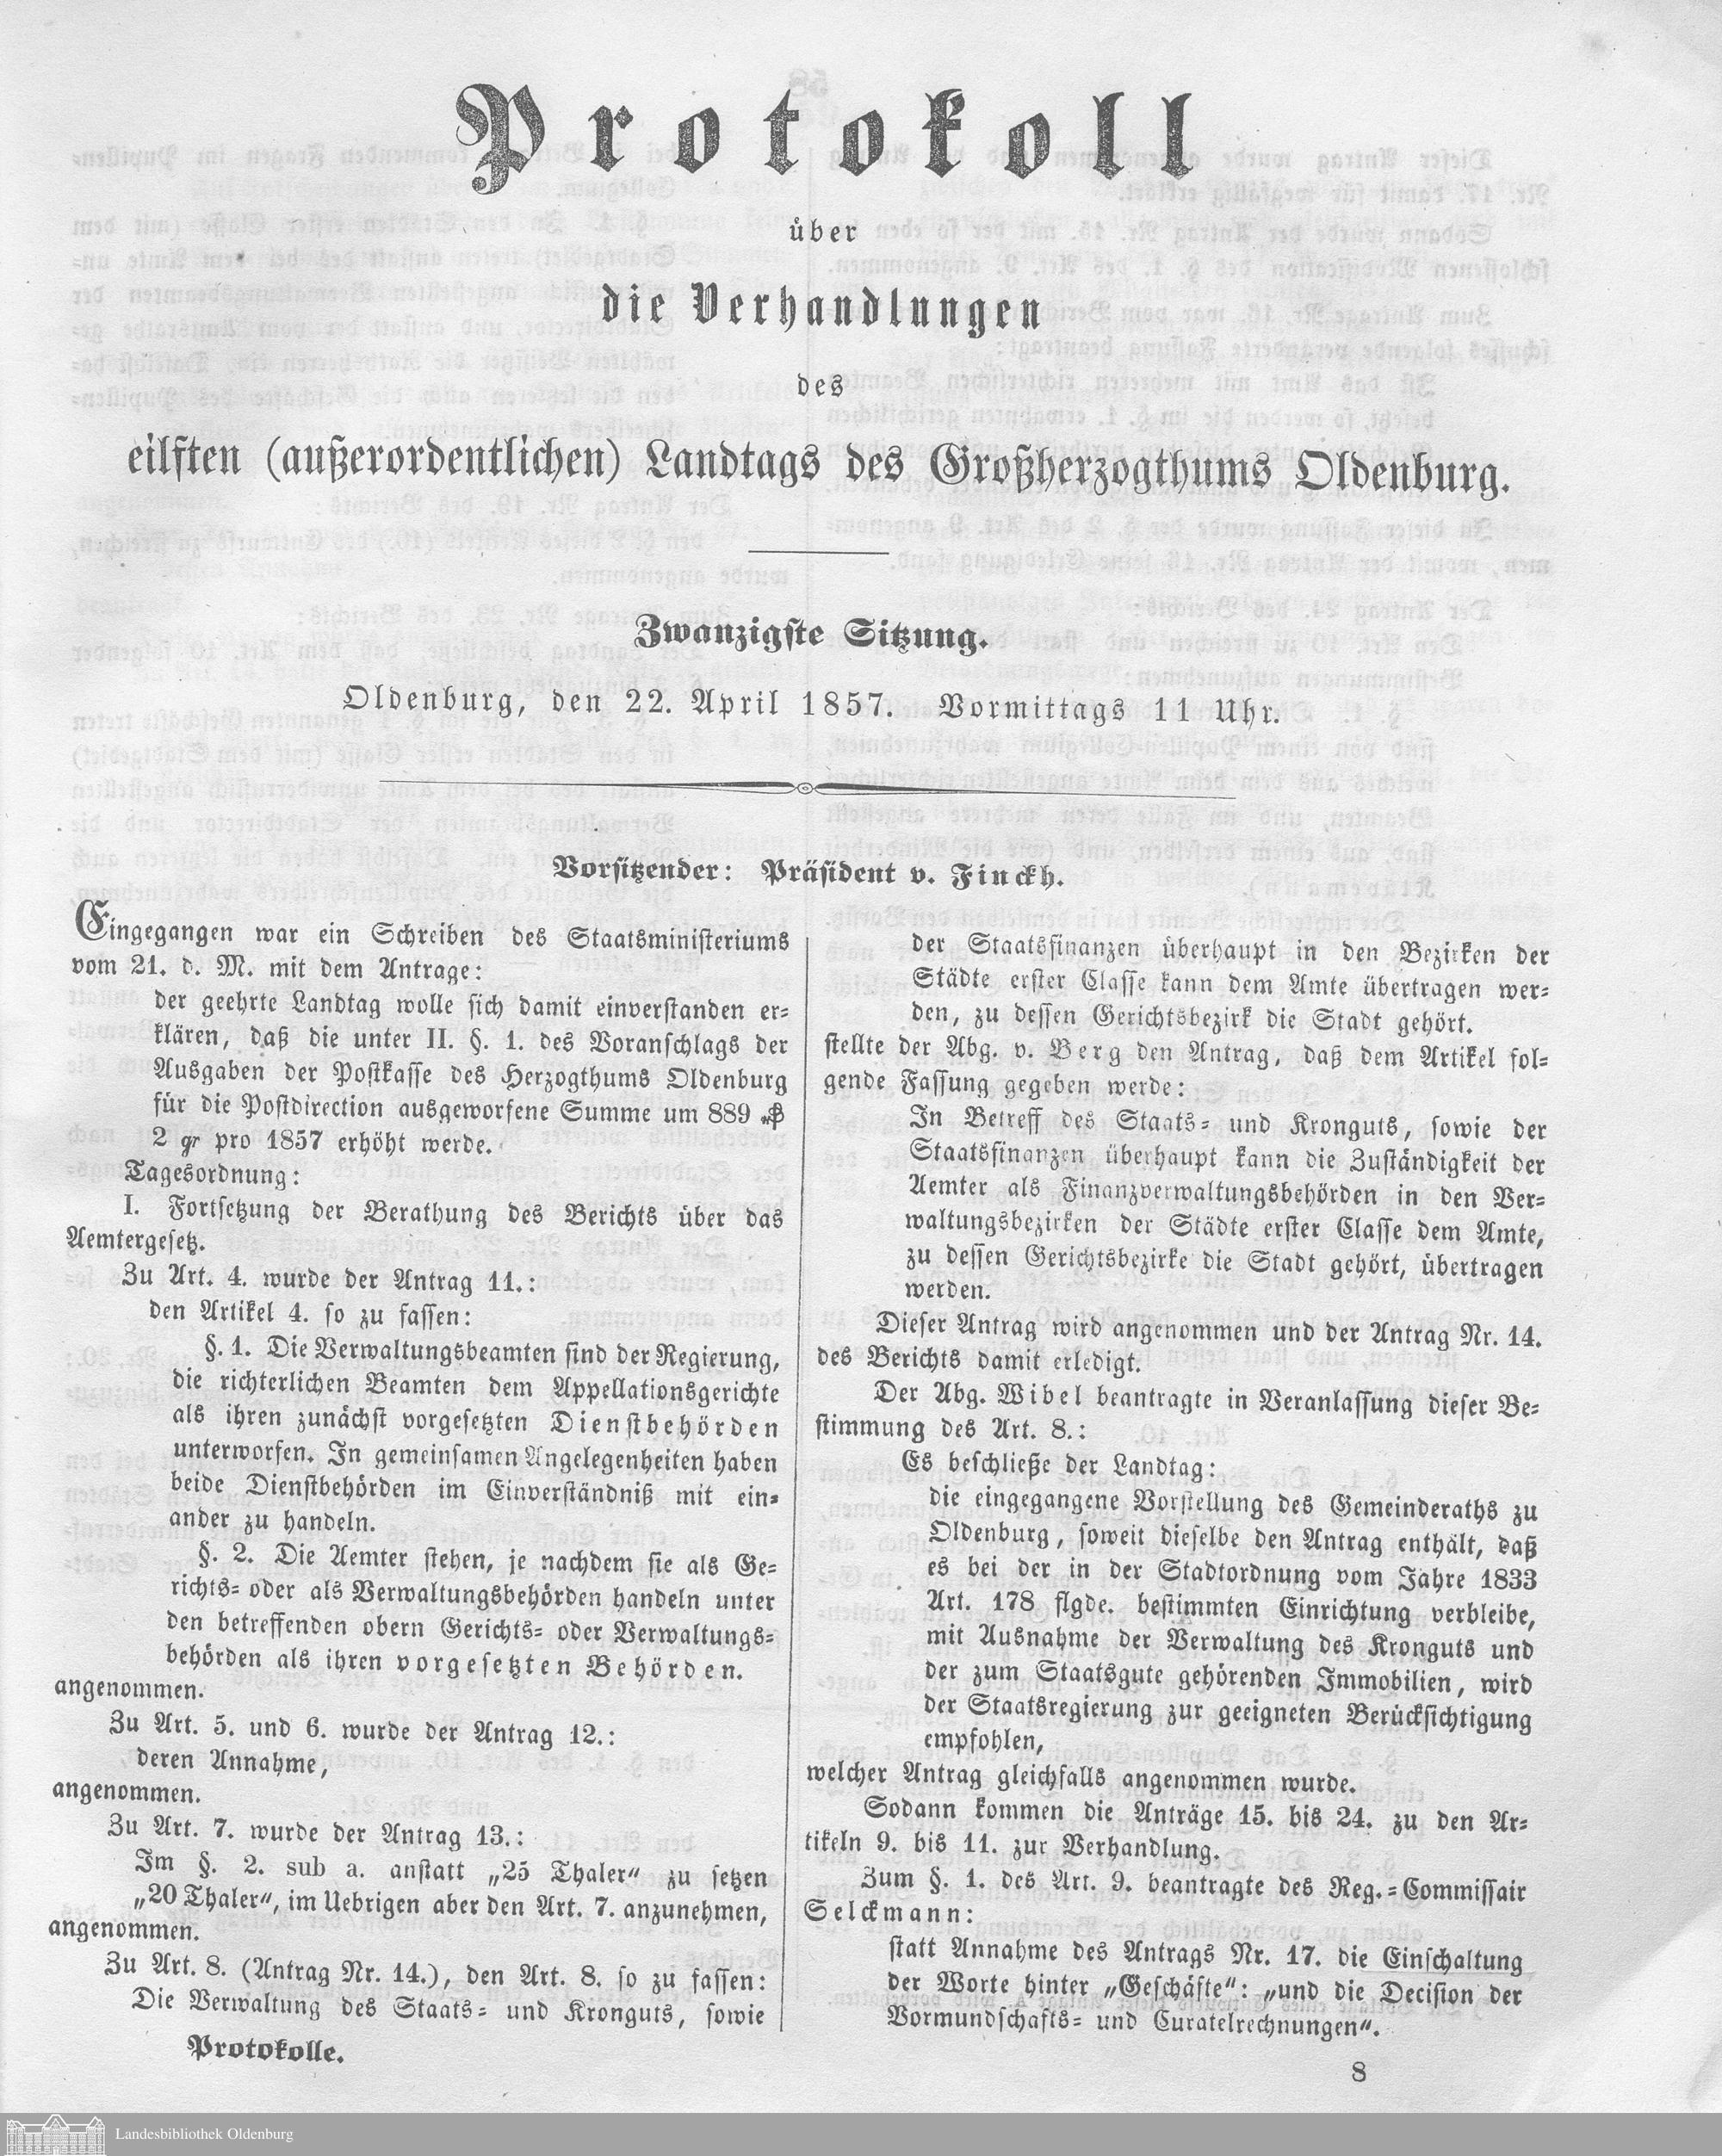 Protokoll
über
die Verhandlungen
des
eilften (außerordentlichen) Landtags des Großherzogthums Oldenburg.
Zwanzigste Sitzung.
Oldenburg, den 22. April 1857. Vormittags 11 Uhr.
Vorsitzender: Präsident v. Finckh.
Eingegangen war ein Schreiben des Staatsministeriums
vom 21. d. M. mit dem Antrage:
der geehrte Landtag wolle sich damit einverstanden er-
klären, daß die unter II. §. 1. des Voranschlags der
Ausgaben der Postkasse des Herzogthums Oldenburg
für die Postdirection ausgeworfene Summe um 889 ₰
2 gr pro 1857 erhöht werde.
Tagesordnung:
I. Fortsetzung der Berathung des Berichts über das
Aemtergesetz.
Zu Art. 4. wurde der Antrag 11.:
den Artikel 4. so zu fassen:
§. 1. Die Verwaltungsbeamten sind der Regierung,
die richterlichen Beamten dem Appellationsgerichte
als ihren zunächst vorgesetzten Dienstbehörden
unterworfen. In gemeinsamen Angelegenheiten haben
beide Dienstbehörden im Einverständniß mit ein-
ander zu handeln.
§. 2. Die Aemter stehen, je nachdem sie als Ge-
richts- oder als Verwaltungsbehörden handeln unter
den betreffenden obern Gerichts- oder Verwaltungs-
behörden als ihren vorgesetzten Behörden.
angenommen.
Zu Art. 5. und 6. wurde der Antrag 12.:
deren Annahme,
angenommen.
Zu Art. 7. wurde der Antrag 13.:
Im §. 2. sub a. anstatt „25 Thaler“ zu setzen
„20 Thaler“, im Uebrigen aber den Art. 7. anzunehmen,
angenommen.
Zu Art. 8. (Antrag Nr. 14.), den Art. 8. so zu fassen:
Die Verwaltung des Staats- und Kronguts, sowie
Protokolle.
der Staatsfinanzen überhaupt in den Bezirken der
Städte erster Classe kann dem Amte übertragen wer-
den, zu dessen Gerichtsbezirk die Stadt gehört.
stellte der Abg. v. Berg den Antrag, daß dem Artikel fol-
gende Fassung gegeben werde:
In Betreff des Staats- und Kronguts, sowie der
Staatsfinanzen überhaupt kann die Zuständigkeit der
Aemter als Finanzverwaltungsbehörden in den Ver-
waltungsbezirken der Städte erster Classe dem Amte,
zu dessen Gerichtsbezirke die Stadt gehört, übertragen
werden.
Dieser Antrag wird angenommen und der Antrag Nr. 14.
des Berichts damit erledigt.
Der Abg. Wibel beantragte in Veranlassung dieser Be-
stimmung des Art. 8.:
Es beschließe der Landtag:
die eingegangene Vorstellung des Gemeinderaths zu
Oldenburg, soweit dieselbe den Antrag enthält, daß
es bei der in der Stadtordnung vom Jahre 1833
Art. 178 flgde. bestimmten Einrichtung verbleibe,
mit Ausnahme der Verwaltung des Kronguts und
der zum Staatsgute gehörenden Immobilien, wird
der Staatsregierung zur geeigneten Berücksichtigung
empfohlen,
welcher Antrag gleichfalls angenommen wurde.
Sodann kommen die Anträge 15. bis 24. zu den Ar-
tikeln 9. bis 11. zur Verhandlung.
Zum §. 1. des Art. 9. beantragte des Reg.-Commissair
Selckmann:
statt Annahme des Antrags Nr. 17. die Einschaltung
der Worte hinter „Geschäfte“: „und die Decision der
Vormundschafts- und Curatelrechnungen“.
8
Landesbibliothek Oldenburg